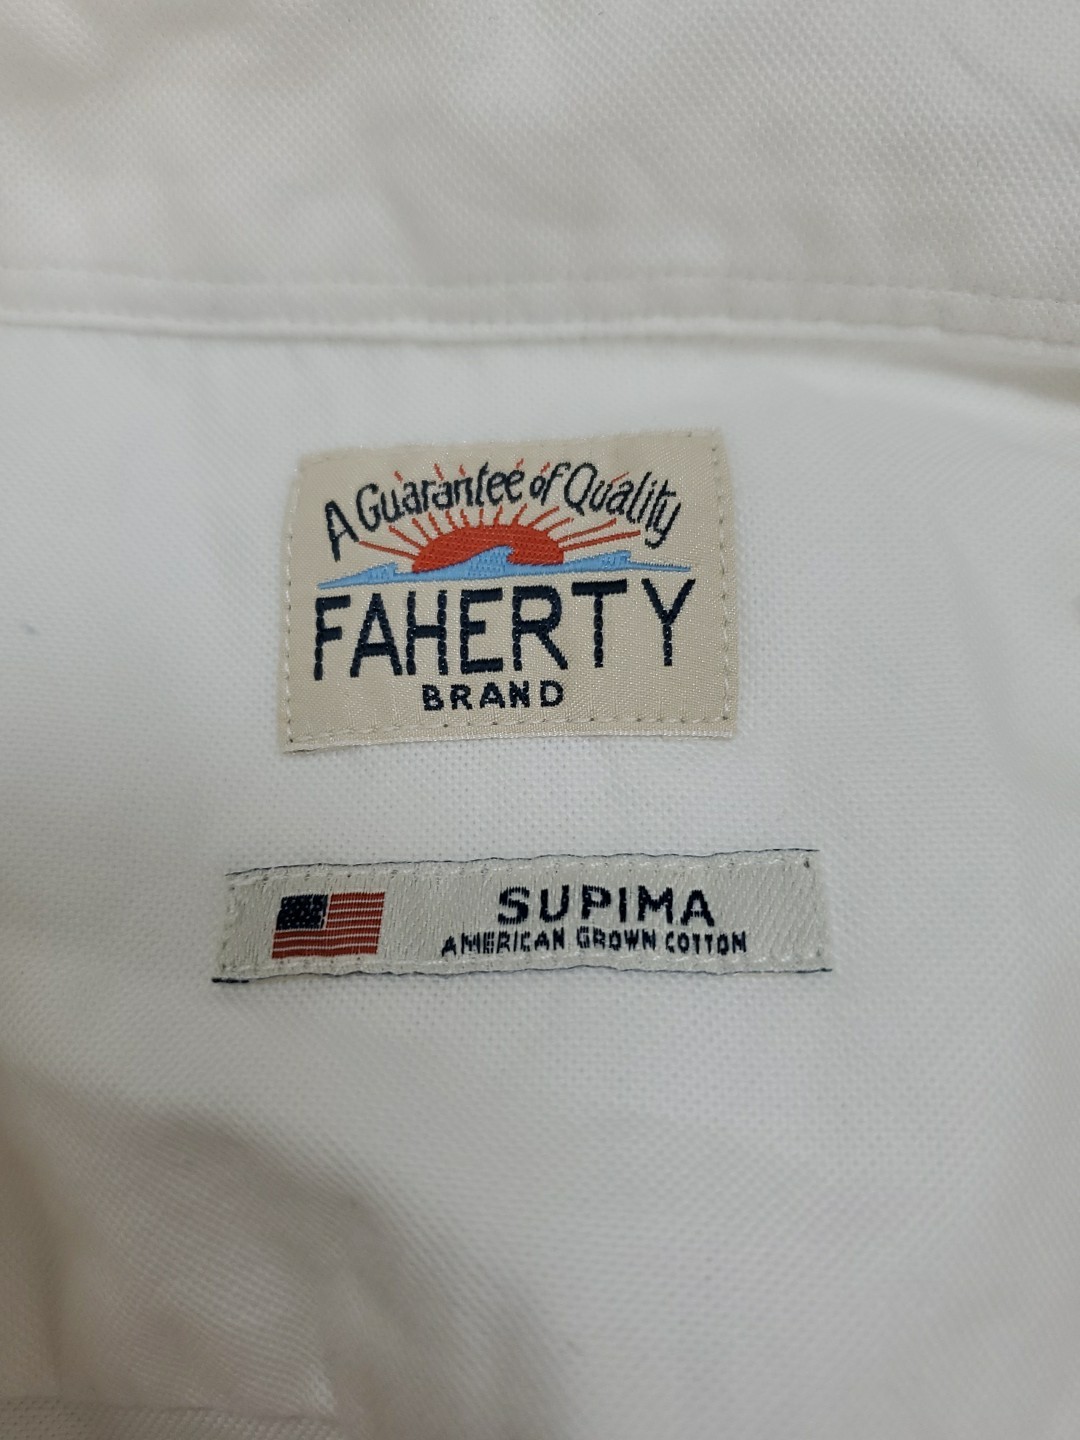 A Guarantee of Quality
FAHERTY
BRAND
SUPIMA
AMERICAN GROWN COTTON